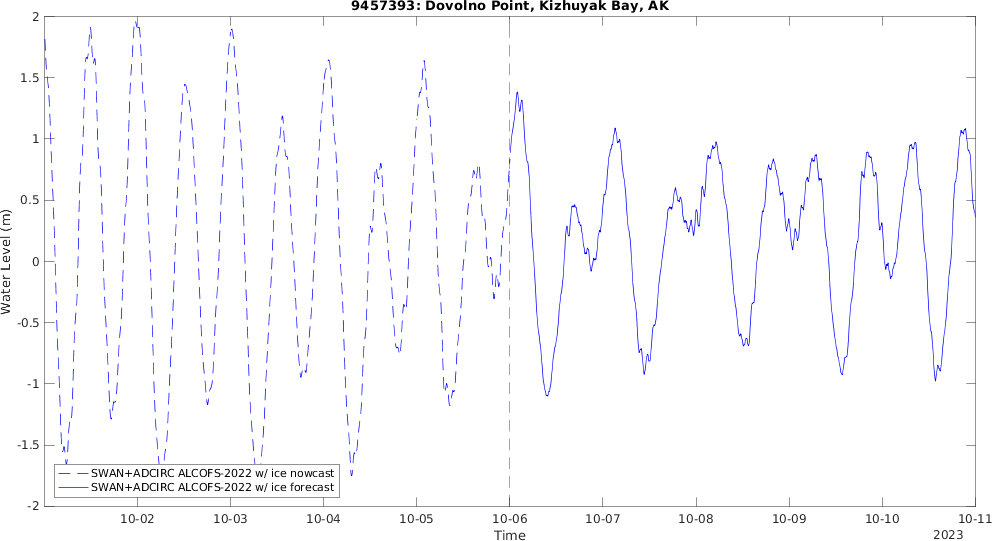 9457393: Dovolno Point, Kizhuyak Bay, AK
2
1.5
1
0.5
0
-0.5
-1
-1.5
-2
Water Level (m)
SWAN+ADCIRC ALCOFS-2022 w/ ice nowcast
SWAN+ADCIRC ALCOFS-2022 w/ ice forecast
10-02 10-03 10-04 10-05 10-06 10-07 10-08 10-09 10-10 10-11
Time
2023